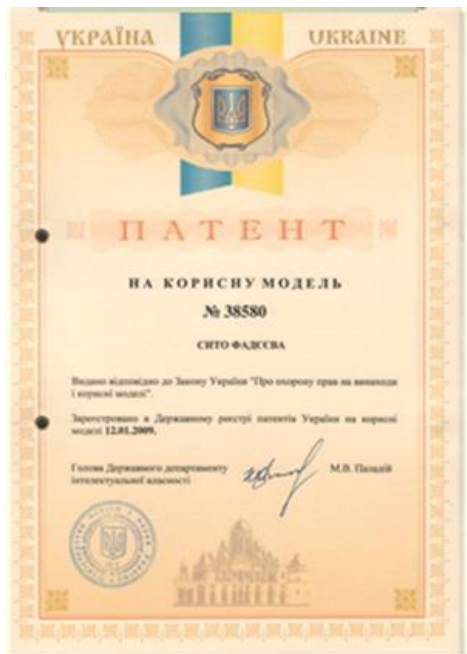 УКРАЇНА
UKRAINE
ПАТЕНТ
НА КОРИСНУ МОДЕЛЬ
№ 38580
СИТО ФАДЄЄВА
Видано відповідно до Закону України "Про охорону прав на винаходи
і корисні моделі".
Зареєстровано в Державному реєстрі патентів України на корисні
моделі 12.01.2009.
Голова Державного департаменту
інтелектуальної власності
М.В. Паладій